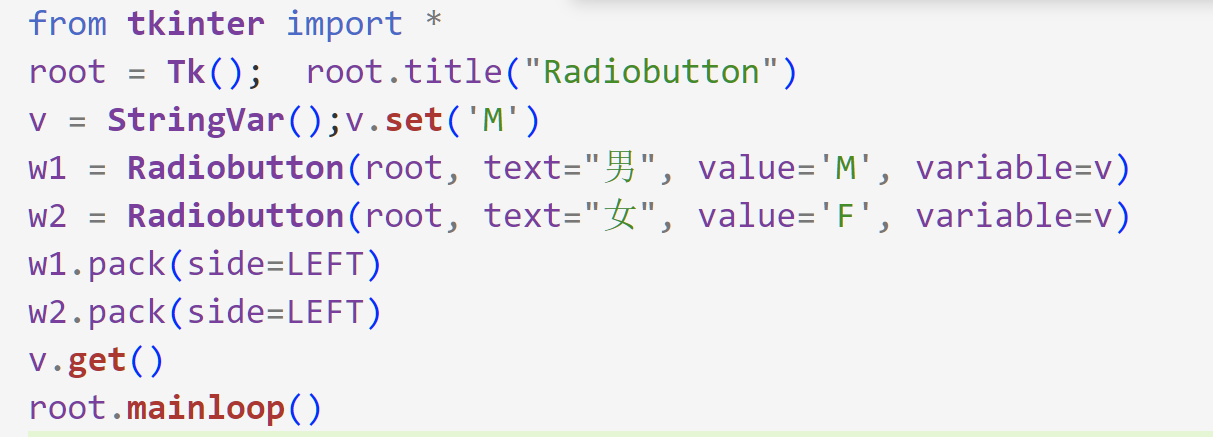 from tkinter import *
root = Tk();  root.title("Radiobutton")
v = StringVar();v.set('M')
w1 = Radiobutton(root, text="男", value='M', variable=v)
w2 = Radiobutton(root, text="女", value='F', variable=v)
w1.pack(side=LEFT)
w2.pack(side=LEFT)
v.get()
root.mainloop()